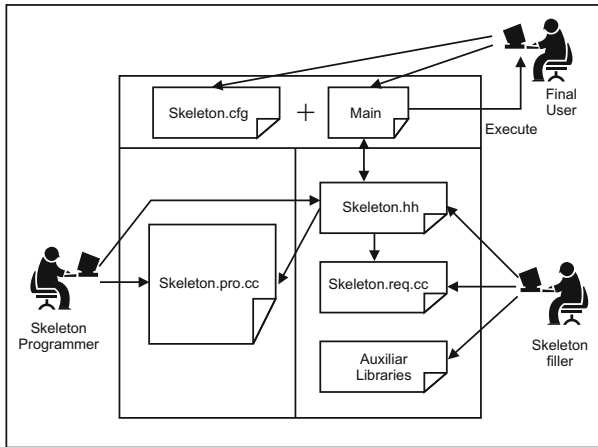 Skeleton.cfg
+
Main
Final
User
Execute
Skeleton.hh
Skeleton.pro.cc
Skeleton.req.cc
Skeleton
Programmer
Auxiliar
Libraries
Skeleton
filler